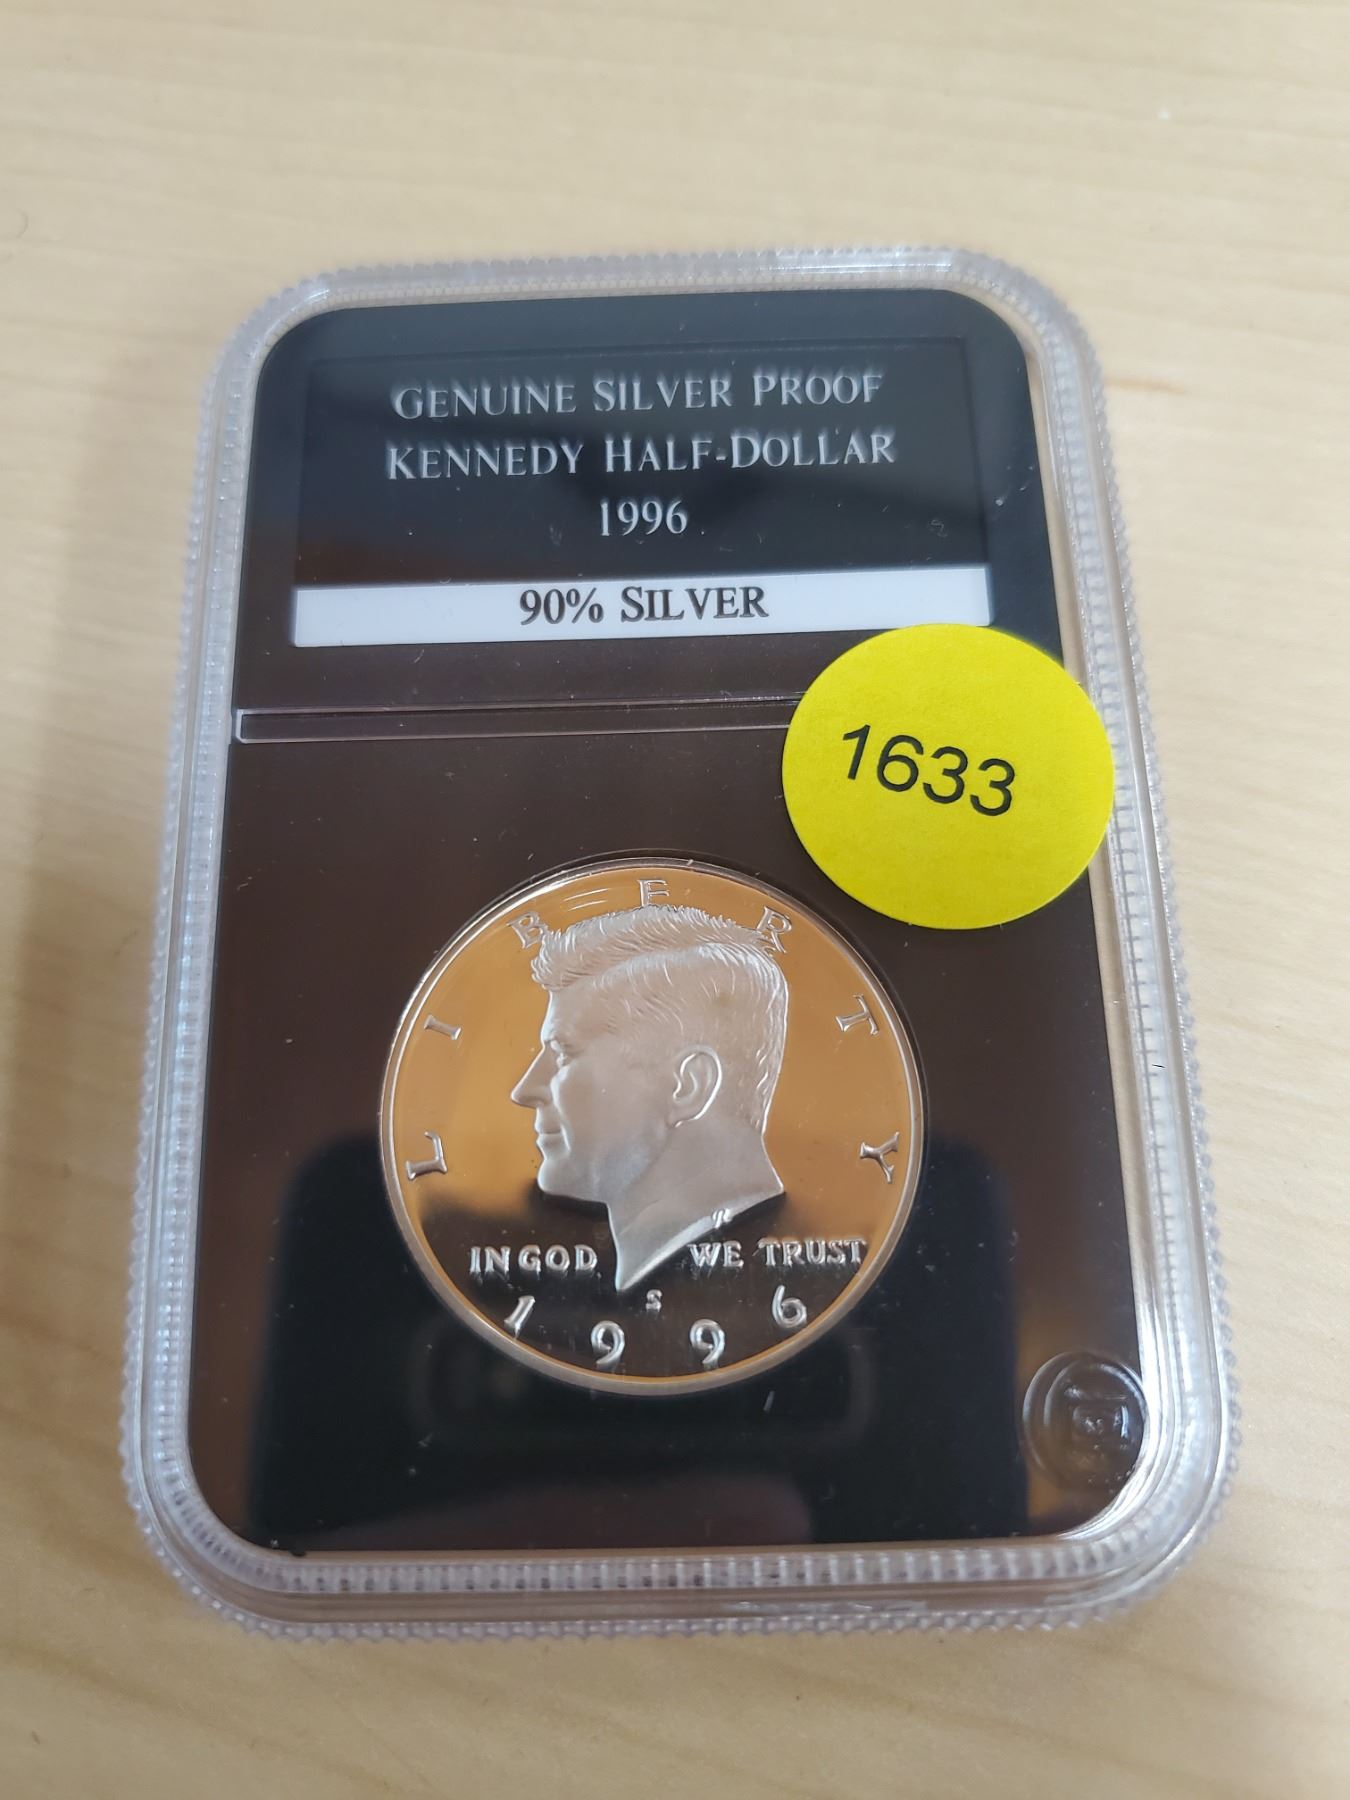 GENUINE SILVER PROOF
KENNEDY HALF-DOLLAR
1996
90% SILVER
1633
LIBERTY
IN GOD WE TRUST
S
1996